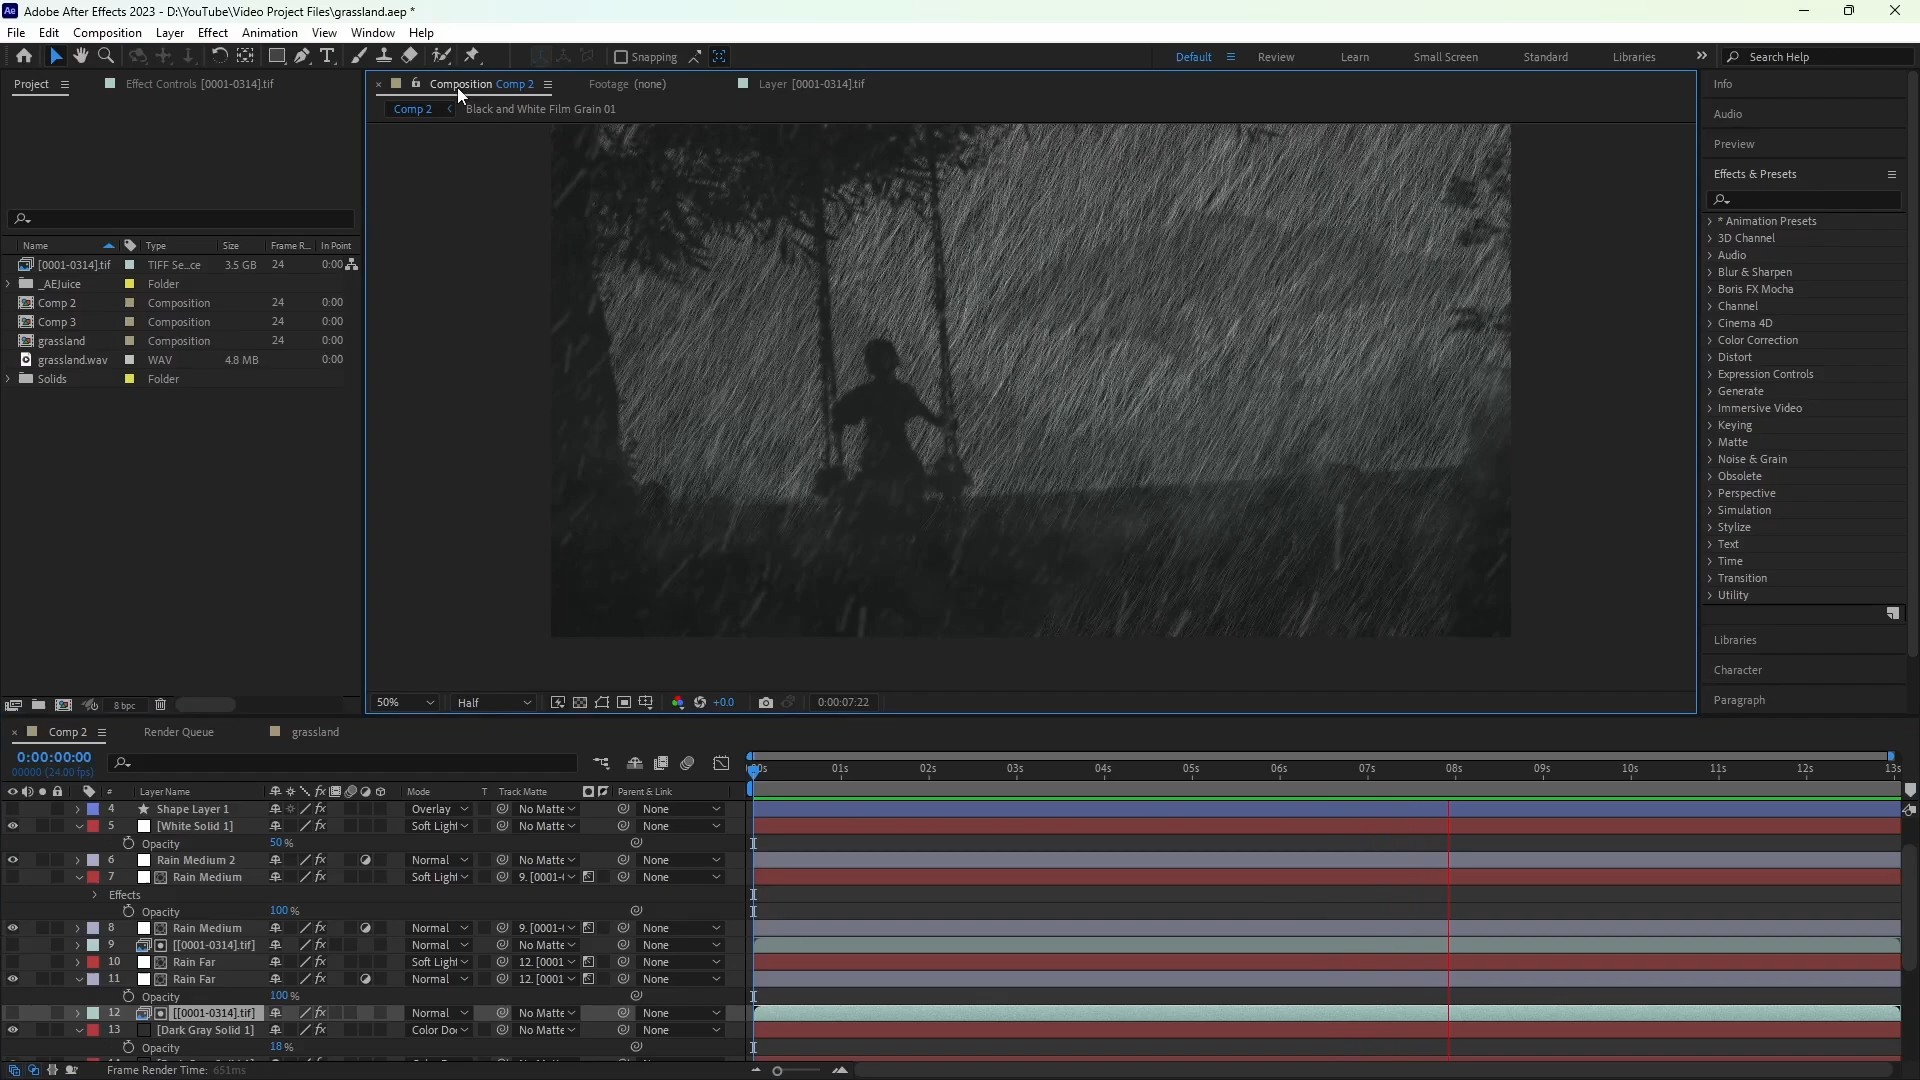 Ae Adobe After Effects 2023 - D:\YouTube\Video Project Files\grassland.aep *
File Edit Composition Layer Effect Animation View Window Help
Snapping
Default Review Learn Small Screen Standard Libraries Search Help
Project Effect Controls [0001-0314].tif
Composition Comp 2 Footage (none) Layer [0001-0314].tif
Comp 2 Black and White Film Grain 01
Name Type Size Frame R... In Point
[0001-0314].tif TIFF Se...ce 3.5 GB 24 0:00
_AEJuice Folder
Comp 2 Composition 24 0:00
Comp 3 Composition 24 0:00
grassland Composition 24 0:00
grassland.wav WAV 4.8 MB 0:00
Solids Folder
8 bpc
50% Half +0.0 0:00:07:22
Info
Audio
Preview
Effects & Presets
* Animation Presets
3D Channel
Audio
Blur & Sharpen
Boris FX Mocha
Channel
Cinema 4D
Color Correction
Distort
Expression Controls
Generate
Immersive Video
Keying
Matte
Noise & Grain
Obsolete
Perspective
Simulation
Stylize
Text
Time
Transition
Utility
Libraries
Character
Paragraph
Comp 2 Render Queue grassland
0:00:00:00
00000 (24.00 fps)
01s 02s 03s 04s 05s 06s 07s 08s 09s 10s 11s 12s 13s
# Layer Name Mode T Track Matte Parent & Link
4 Shape Layer 1 Overlay No Matte None
5 [White Solid 1] Soft Light No Matte None
Opacity 50 %
6 Rain Medium 2 Normal No Matte None
7 Rain Medium Soft Light 9. [0001-( None
Effects
Opacity 100 %
8 Rain Medium Normal 9. [0001-( None
9 [[0001-0314].tif] Normal No Matte None
10 Rain Far Soft Light 12. [0001 None
11 Rain Far Normal 12. [0001 None
Opacity 100 %
12 [[0001-0314].tif] Normal No Matte None
13 [Dark Gray Solid 1] Color Do No Matte None
Opacity 18 %
Frame Render Time: 651ms